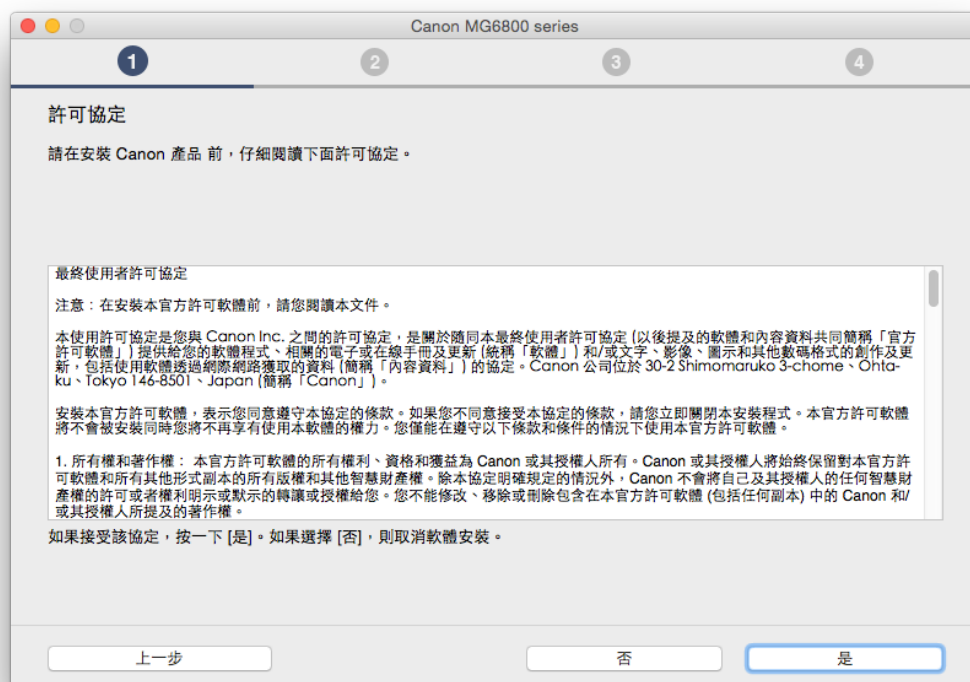 Canon MG6800 series
1
2
3
4
許可協定
請在安裝 Canon 產品 前，仔細閱讀下面許可協定。
最終使用者許可協定
注意：在安裝本官方許可軟體前，請您閱讀本文件。
本使用許可協定是您與 Canon Inc. 之間的許可協定，是關於隨同本最終使用者許可協定 (以後提及的軟體和內容資料共同簡稱「官方
許可軟體」) 提供給您的軟體程式、相關的電子或在線手冊及更新 (統稱「軟體」) 和/或文字、影像、圖示和其他數碼格式的創作及更
新，包括使用軟體透過網際網路獲取的資料 (簡稱「內容資料」) 的協定。Canon 公司位於 30-2 Shimomaruko 3-chome、Ohta-
ku、Tokyo 146-8501、Japan (簡稱「Canon」)。
安裝本官方許可軟體，表示您同意遵守本協定的條款。如果您不同意接受本協定的條款，請您立即關閉本安裝程式。本官方許可軟體
將不會被安裝同時您將不再享有使用本軟體的權力。您僅能在遵守以下條款和條件的情況下使用本官方許可軟體。
1. 所有權和著作權： 本官方許可軟體的所有權利、資格和獲益為 Canon 或其授權人所有。Canon 或其授權人將始終保留對本官方許
可軟體和所有其他形式副本的所有版權和其他智慧財產權。除本協定明確規定的情況外，Canon 不會將自己及其授權人的任何智慧財
產權的許可或者權利明示或默示的轉讓或授權給您。您不能修改、移除或刪除包含在本官方許可軟體 (包括任何副本) 中的 Canon 和/
或其授權人所提及的著作權。
如果接受該協定，按一下 [是]。如果選擇 [否]，則取消軟體安裝。
上一步
否
是